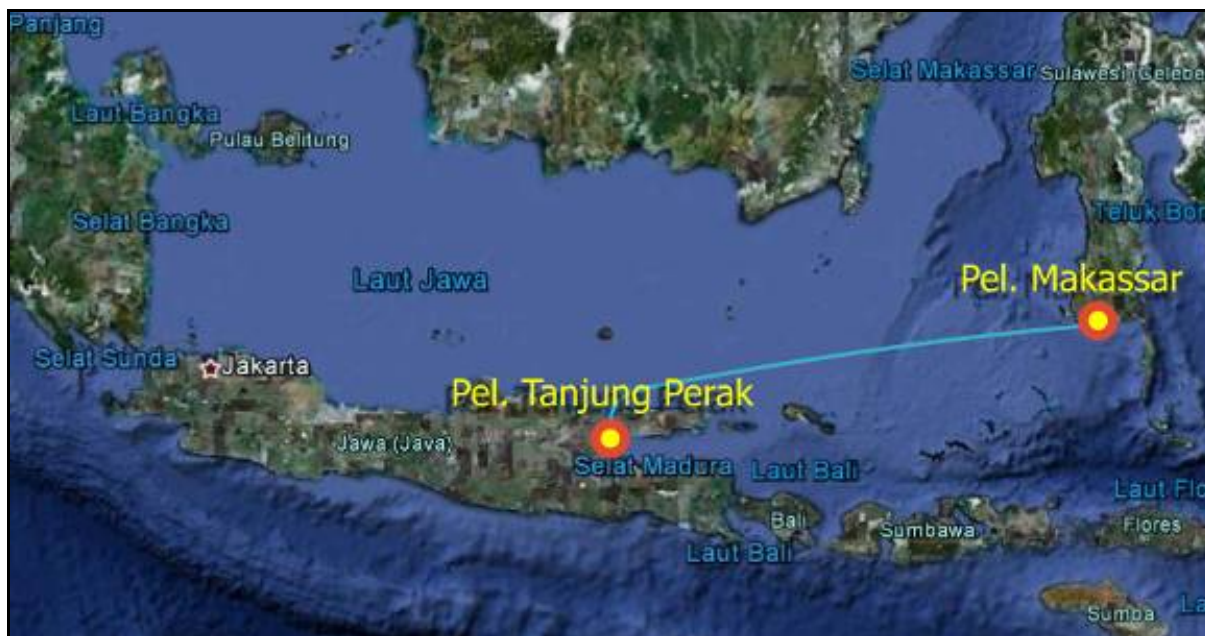 Panjang
Selat Makassar
Sulawesi (Celebe
Laut Bangka
Pulau Belitung
Selat Bangka
Teluk Bon
Laut Jawa
Pel. Makassar
Selat Sunda
Jakarta
Pel. Tanjung Perak
Jawa (Java)
Selat Madura
Laut Bali
Laut Flo
Bali
Sumbawa
Flores
Laut Bali
Sumba
La